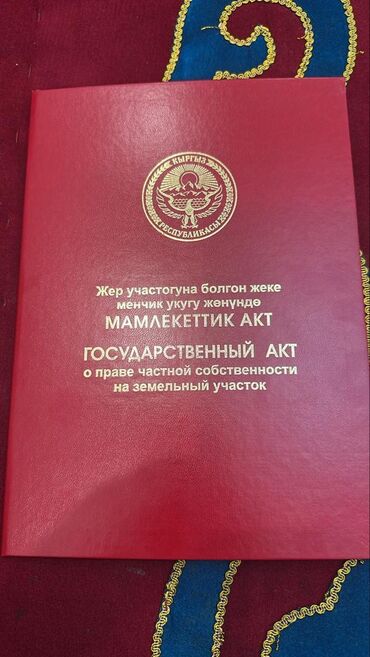 КЫРГЫЗ
РЕСПУБЛИКАСЫ
Жер участогуна болгон жеке
менчик укугу жөнүндө
МАМЛЕКЕТТИК АКТ
ГОСУДАРСТВЕННЫЙ АКТ
о праве частной собственности
на земельный участок